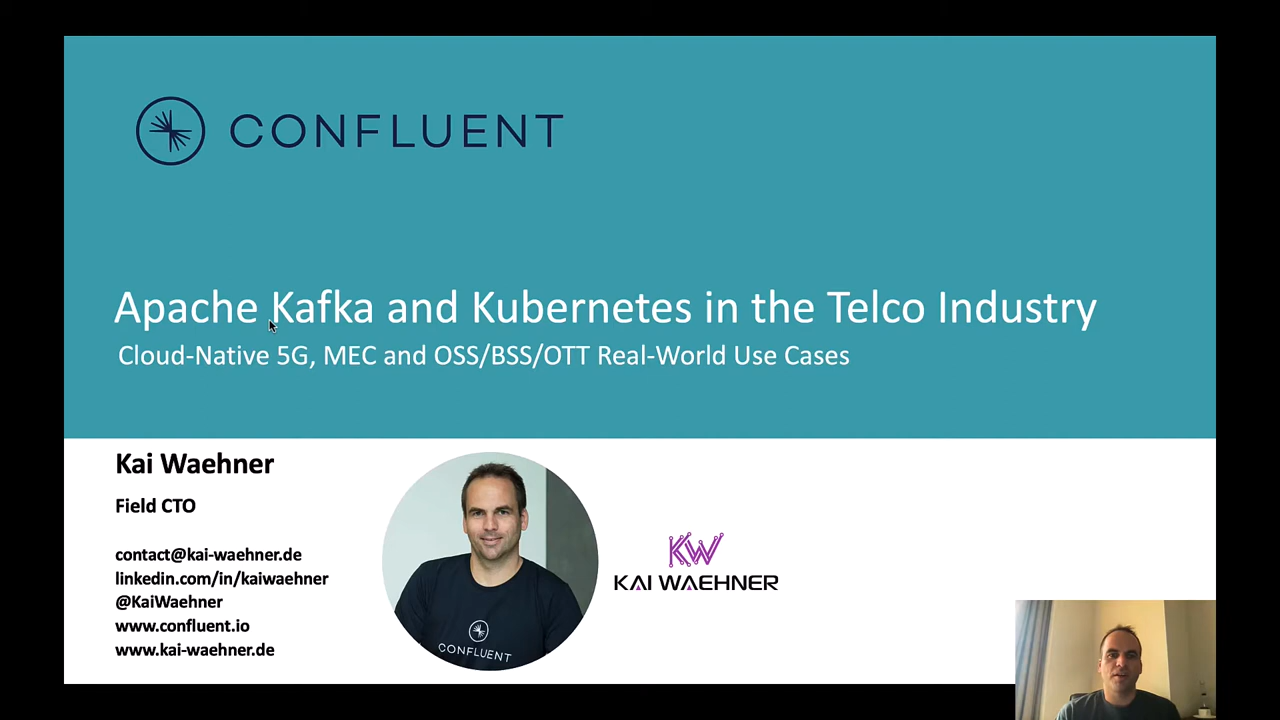 CONFLUENT
Apache Kafka and Kubernetes in the Telco Industry
Cloud-Native 5G, MEC and OSS/BSS/OTT Real-World Use Cases
Kai Waehner
Field CTO
contact@kai-waehner.de
linkedin.com/in/kaiwaehner
@KaiWaehner
www.confluent.io
www.kai-waehner.de
CONFLUENT
KW
KAI WAEHNER